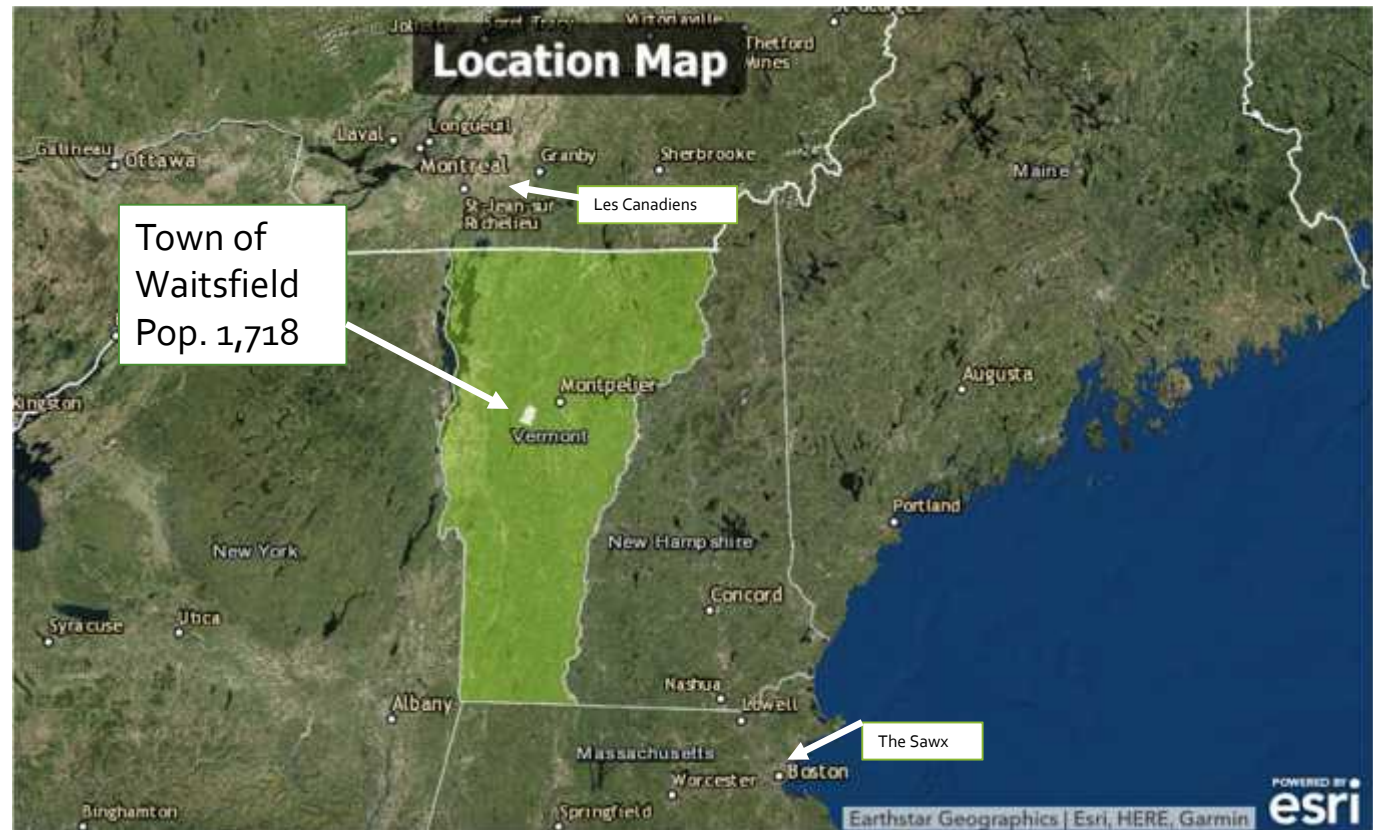 Thetford
Mines
Location Map
Laval
Longueuil
Gatineau
Ottawa
Montreal
Granby
Sherbrooke
Maine
St-Jean-sur
Richelieu
Les Canadiens
Town of
Waitsfield
Pop. 1,718
Kingston
Montpelier
Vermont
Augusta
Portland
New York
New Hampshire
Concord
Syracuse
Utica
Albany
Nashua
Lowell
The Sawx
Massachusetts
Boston
Worcester
Binghamton
Springfield
Earthstar Geographics | Esri, HERE, Garmin
POWERED BY
esri